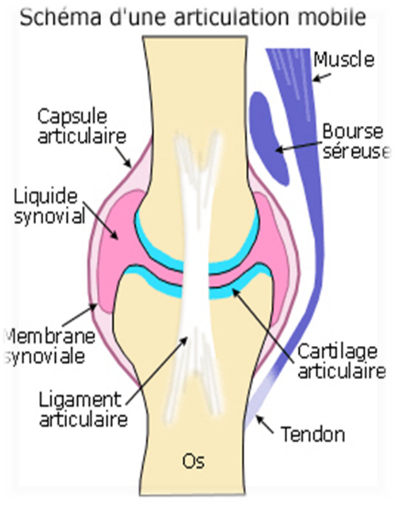 Schéma d'une articulation mobile
Muscle
Capsule
articulaire
Bourse
séreuse
Liquide
synovial
Membrane
synoviale
Cartilage
articulaire
Ligament
articulaire
Tendon
Os